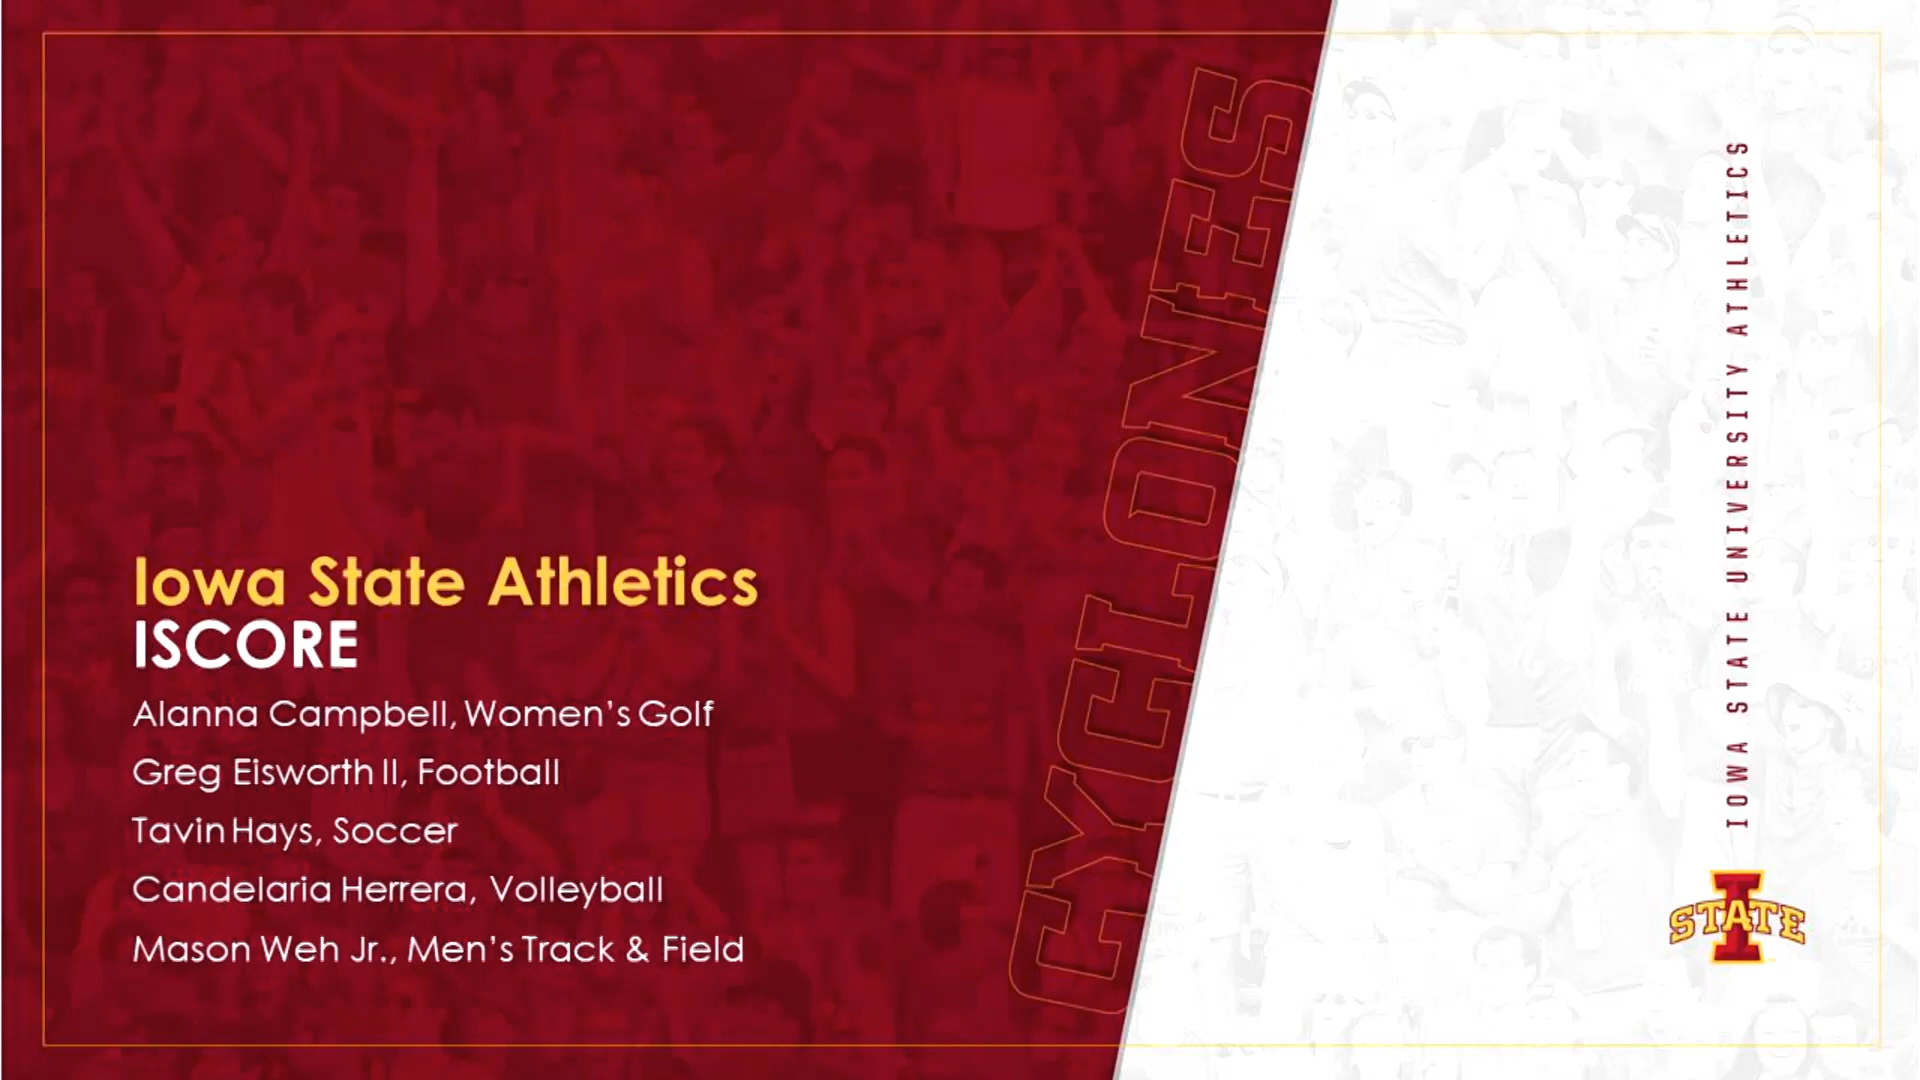 Iowa State Athletics
ISCORE
Alanna Campbell, Women's Golf
Greg Eisworth II, Football
Tavin Hays, Soccer
Candelaria Herrera, Volleyball
Mason Weh Jr., Men's Track & Field
CYCLONES
IOWA STATE UNIVERSITY ATHLETICS
I STATE